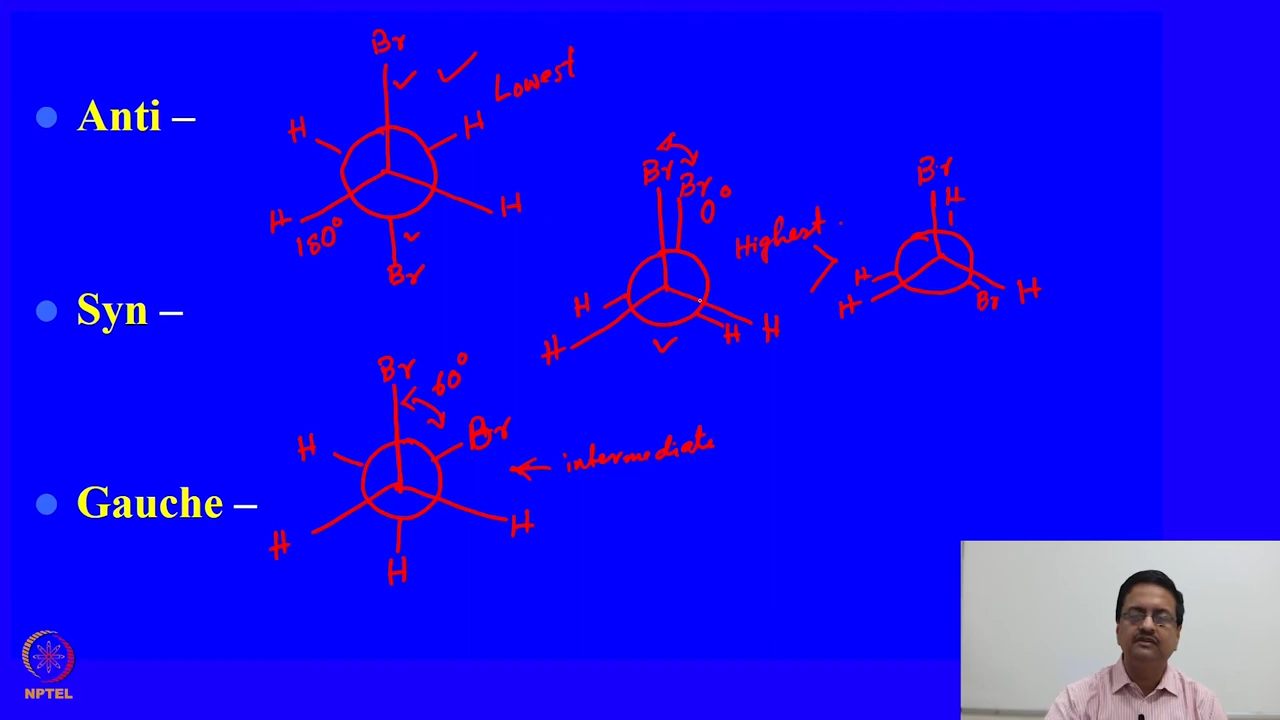 Anti –
Br
Lowest
H
H
H
H
180°
Br
Syn –
Br
Br
0°
Highest
H
H
H
H
>
Br
H
H
H
Br
H
Gauche –
Br
60°
H
Br
← intermediate
H
H
H
NPTEL